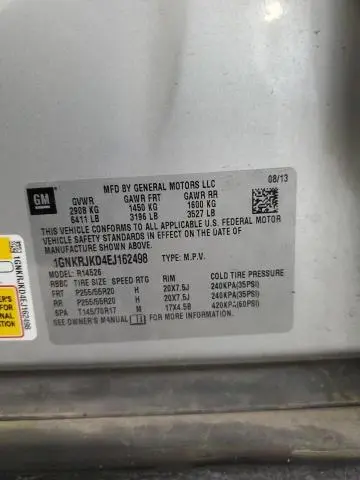 MFD BY GENERAL MOTORS LLC 08/13
GM
GVWR GAWR FRT GAWR RR
2908 KG 1450 KG 1600 KG
6411 LB 3196 LB 3527 LB
THIS VEHICLE CONFORMS TO ALL APPLICABLE U.S. FEDERAL MOTOR
VEHICLE SAFETY STANDARDS IN EFFECT ON THE DATE OF
MANUFACTURE SHOWN ABOVE.
1GNKRJKD4EJ162498 TYPE: M.P.V.
MODEL: R14526
RBBC TIRE SIZE SPEED RTG RIM COLD TIRE PRESSURE
FRT P255/55R20 H 20X7.5J 240KPA(35PSI)
RR P255/55R20 H 20X7.5J 240KPA(35PSI)
SPA T145/70R17 M 17X4.5B 420KPA(60PSI)
SEE OWNER'S MANUAL
1GNKRJKD4EJ162498